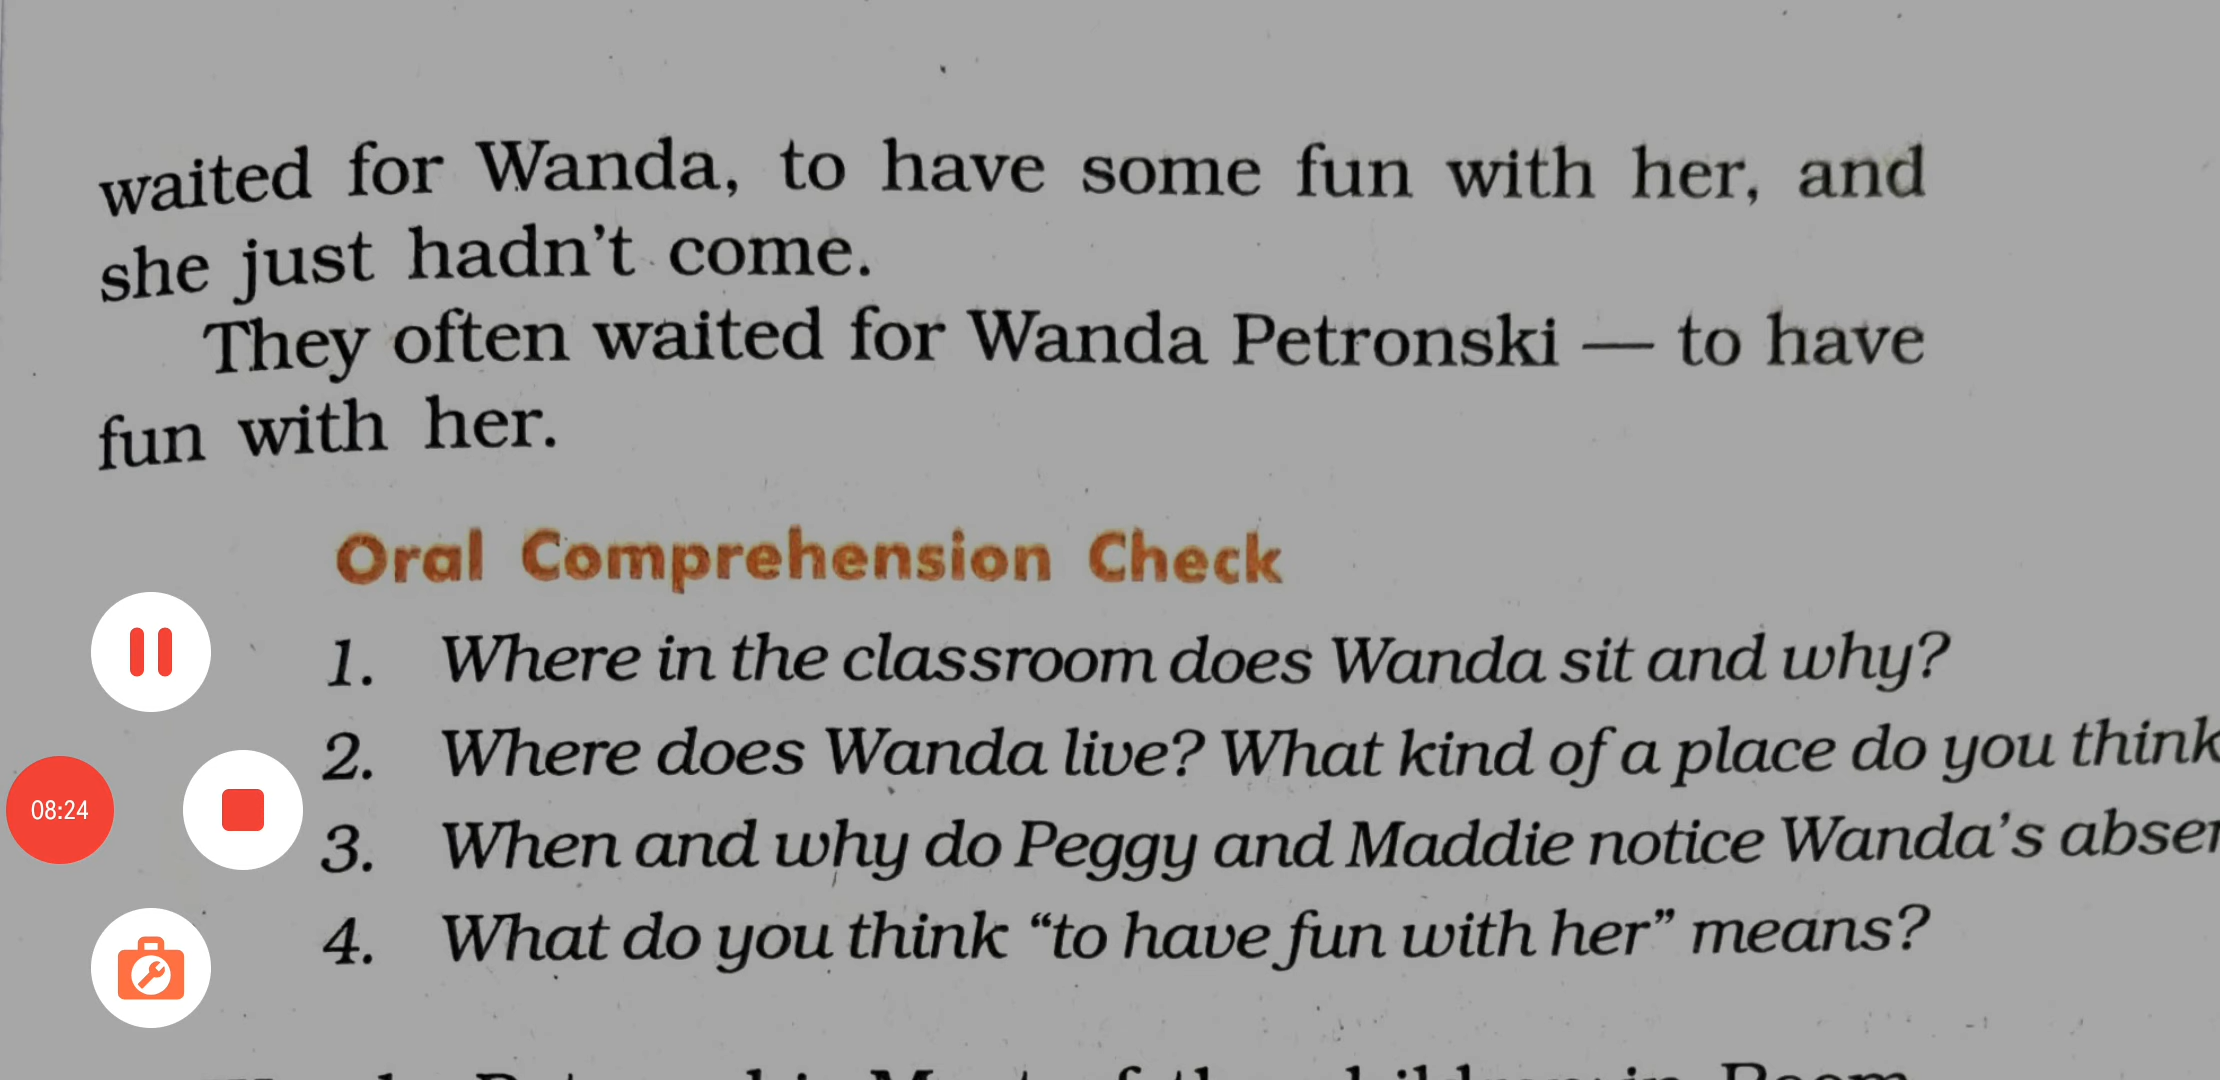 waited for Wanda, to have some fun with her, and
she just hadn't come.
They often waited for Wanda Petronski — to have
fun with her.
Oral Comprehension Check
1. Where in the classroom does Wanda sit and why?
2. Where does Wanda live? What kind of a place do you think
3. When and why do Peggy and Maddie notice Wanda's
08:24
4. What do you think “to have fun with her” means?